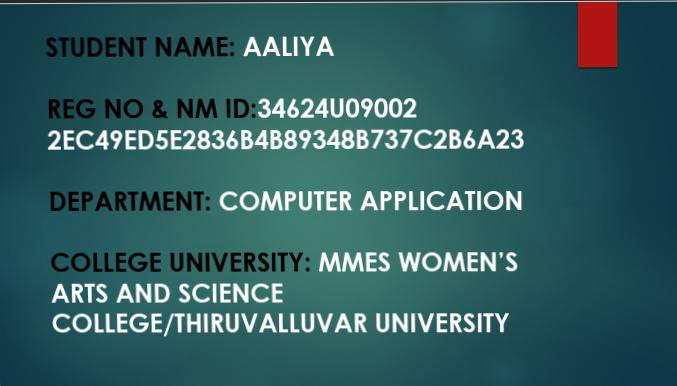 STUDENT NAME: AALIYA
REG NO & NM ID:34624U09002
2EC49ED5E2836B4B89348B737C2B6A23
DEPARTMENT: COMPUTER APPLICATION
COLLEGE UNIVERSITY: MMES WOMEN’S
ARTS AND SCIENCE
COLLEGE/THIRUVALLUVAR UNIVERSITY